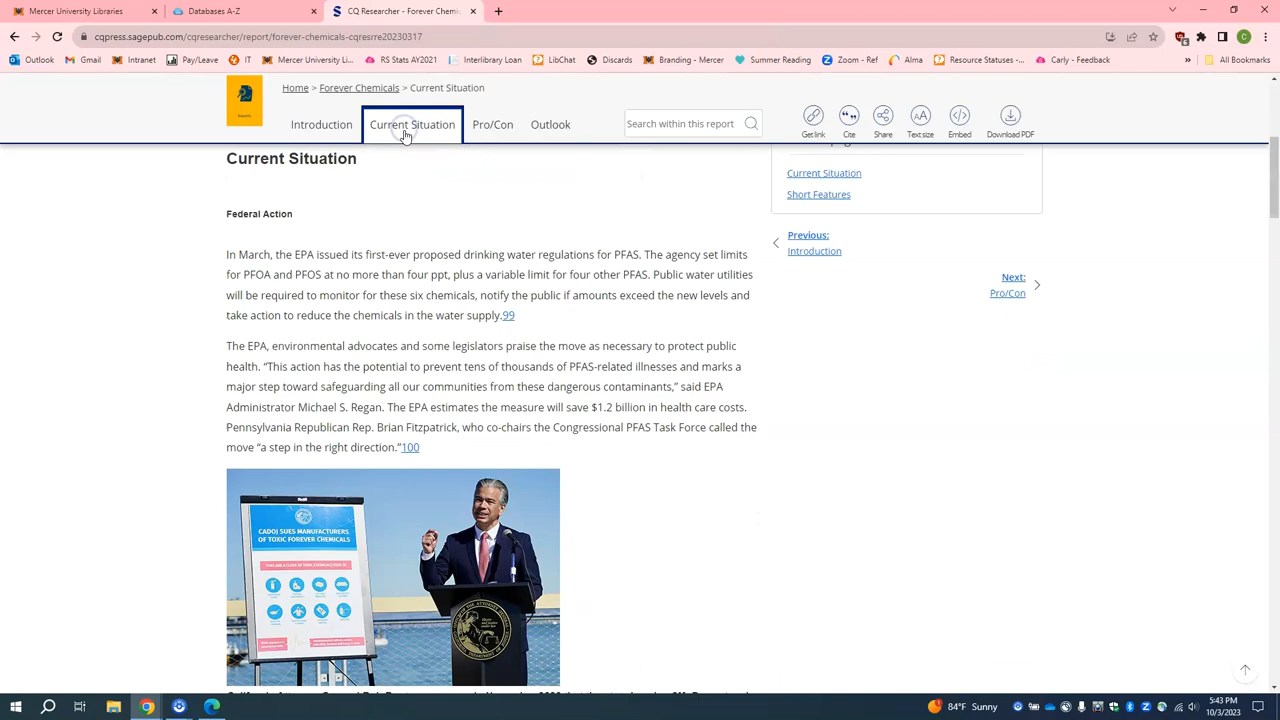 Mercer University Libraries
Databases A-Z
CQ Researcher - Forever Chemic
cqpress.sagepub.com/cqresearcher/report/forever-chemicals-cqresre20230317
Outlook
Gmail
Intranet
Pay/Leave
IT
Mercer University Li...
RS Stats AY2021
Interlibrary Loan
LibChat
Discards
Branding - Mercer
Summer Reading
Zoom - Ref
Alma
Resource Statuses -...
Carly - Feedback
»
All Bookmarks
Home > Forever Chemicals > Current Situation
Introduction
Current Situation
Pro/Con
Outlook
Search within this report
Get link
Cite
Share
Text size
Embed
Download PDF
Current Situation
Federal Action
In March, the EPA issued its first-ever proposed drinking water regulations for PFAS. The agency set limits
for PFOA and PFOS at no more than four ppt, plus a variable limit for four other PFAS. Public water utilities
will be required to monitor for these six chemicals, notify the public if amounts exceed the new levels and
take action to reduce the chemicals in the water supply.99
The EPA, environmental advocates and some legislators praise the move as necessary to protect public
health. “This action has the potential to prevent tens of thousands of PFAS-related illnesses and marks a
major step toward safeguarding all our communities from these dangerous contaminants,” said EPA
Administrator Michael S. Regan. The EPA estimates the measure will save $1.2 billion in health care costs.
Pennsylvania Republican Rep. Brian Fitzpatrick, who co-chairs the Congressional PFAS Task Force called the
move “a step in the right direction.”100
CADOJ SUES MANUFACTURERS
OF TOXIC FOREVER CHEMICALS
Current Situation
Short Features
Previous:
Introduction
Next:
Pro/Con
84°F Sunny
5:43 PM
10/3/2023